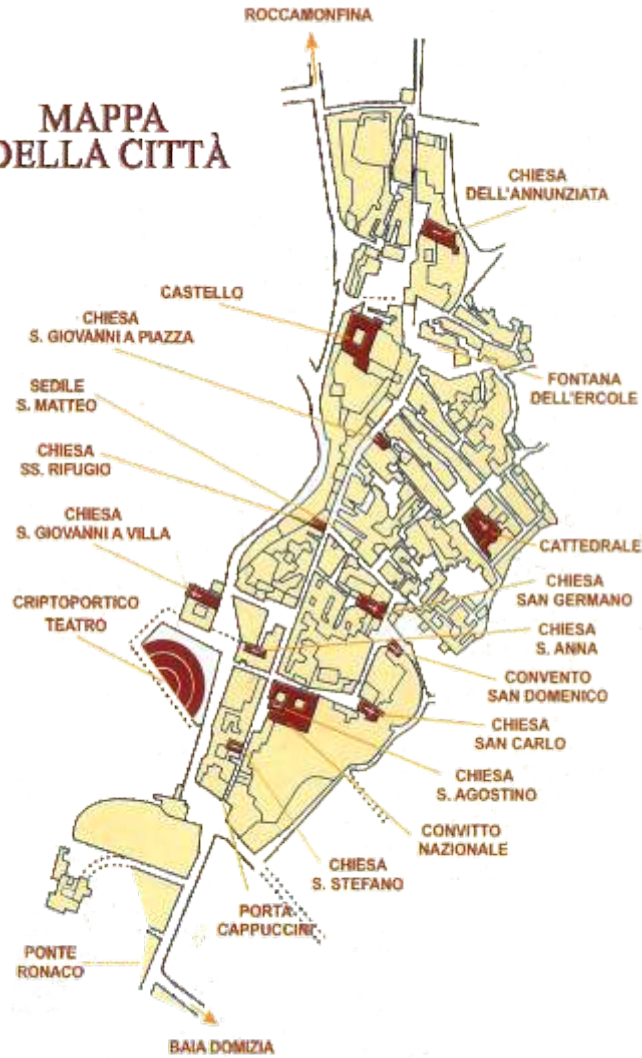 ROCCAMONFINA
MAPPA
DELLA CITTÀ
CHIESA
DELL'ANNUNZIATA
CASTELLO
CHIESA
S. GIOVANNI A PIAZZA
SEDILE
S. MATTEO
FONTANA
DELL'ERCOLE
CHIESA
SS. RIFUGIO
CHIESA
S. GIOVANNI A VILLA
CATTEDRALE
CHIESA
SAN GERMANO
CRIPTOPORTICO
TEATRO
CHIESA
S. ANNA
CONVENTO
SAN DOMENICO
CHIESA
SAN CARLO
CHIESA
S. AGOSTINO
CONVITTO
NAZIONALE
CHIESA
S. STEFANO
PORTA
CAPPUCCINI
PONTE
RONACO
BAIA DOMIZIA